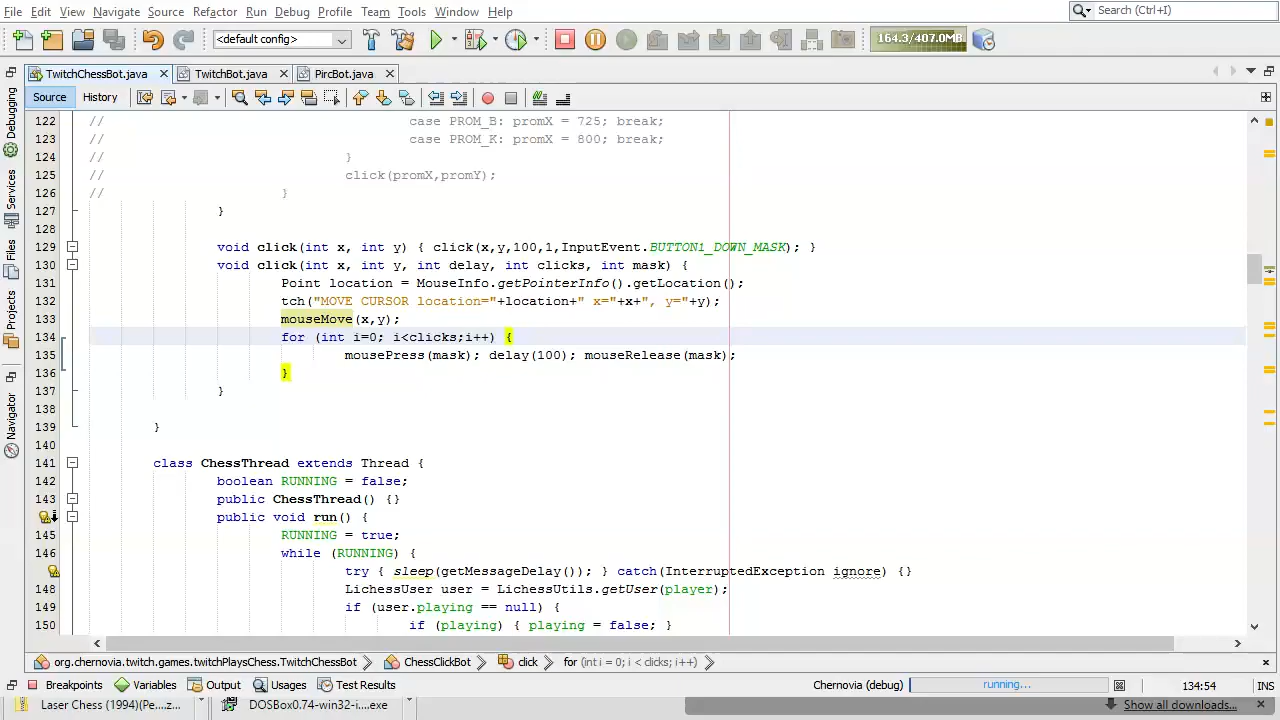 File Edit View Navigate Source Refactor Run Debug Profile Team Tools Window Help Search (Ctrl+I)
<default config> 164.3/407.0MB
TwitchChessBot.java TwitchBot.java PircBot.java
Source History
122 // case PROM_B: promX = 725; break;
123 // case PROM_K: promX = 800; break;
124 // }
125 // click(promX,promY);
126 // }
127 }
128
129 void click(int x, int y) { click(x,y,100,1,InputEvent.BUTTON1_DOWN_MASK); }
130 void click(int x, int y, int delay, int clicks, int mask) {
131 Point location = MouseInfo.getPointerInfo().getLocation();
132 tch("MOVE CURSOR location="+location+" x="+x+", y="+y);
133 mouseMove(x,y);
134 for (int i=0; i<clicks;i++) {
135 mousePress(mask); delay(100); mouseRelease(mask);
136 }
137 }
138
139 }
140
141 class ChessThread extends Thread {
142 boolean RUNNING = false;
143 public ChessThread() {}
public void run() {
145 RUNNING = true;
146 while (RUNNING) {
try { sleep(getMessageDelay()); } catch(InterruptedException ignore) {}
148 LichessUser user = LichessUtils.getUser(player);
149 if (user.playing == null) {
150 if (playing) { playing = false; }
Debugging
Services
Files
Projects
Navigator
org.chernovia.twitch.games.twitchPlaysChess.TwitchChessBot ChessClickBot click for (int i = 0; i < clicks; i++)
Breakpoints Variables Output Usages Test Results Chernovia (debug) running... 134:54 INS
Laser Chess (1994)(Pe....z... DOSBox0.74-win32-i....exe Show all downloads...